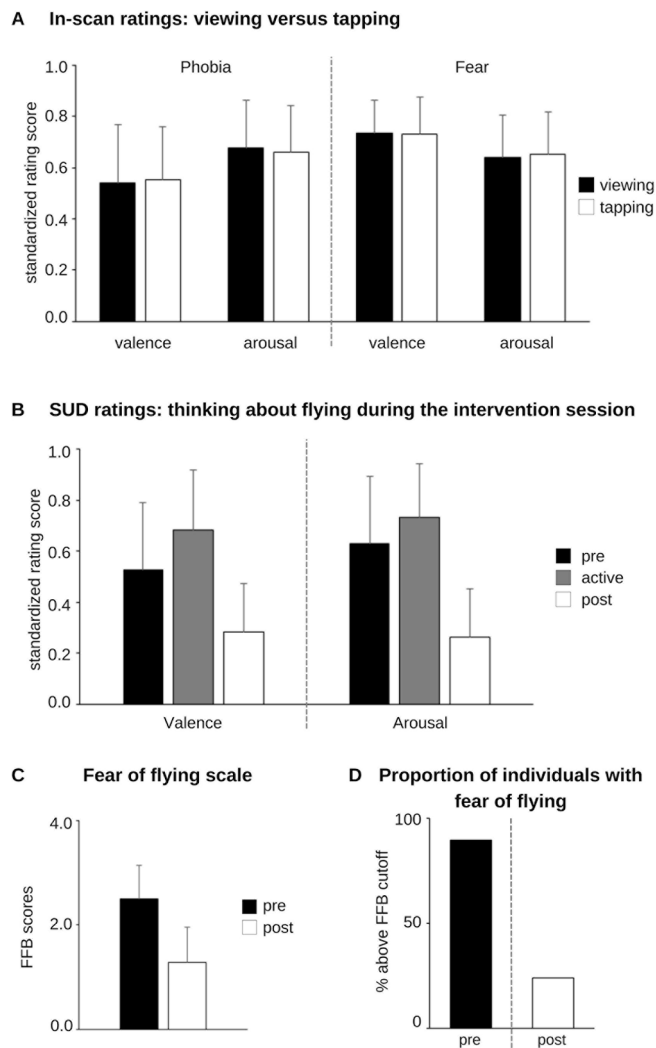 A In-scan ratings: viewing versus tapping
Phobia Fear
1.0
0.8
0.6
0.4
0.2
0.0
standardized rating score
viewing
tapping
valence arousal valence arousal
B SUD ratings: thinking about flying during the intervention session
1.0
0.8
0.6
0.4
0.2
0.0
standardized rating score
pre
active
post
Valence Arousal
C Fear of flying scale
4.0
2.0
0.0
FFB scores
pre
post
D Proportion of individuals with
fear of flying
100
50
0
% above FFB cutoff
pre post